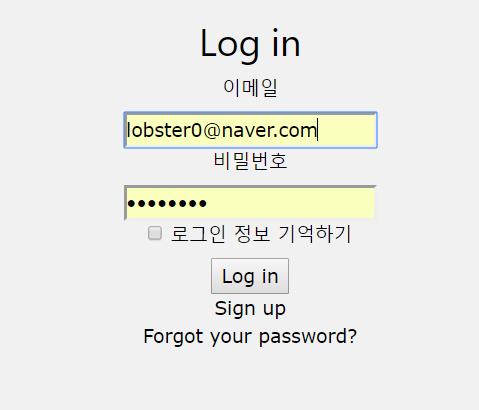 Log in
이메일
lobster0@naver.com
비밀번호
••••••••
로그인 정보 기억하기
Log in
Sign up
Forgot your password?